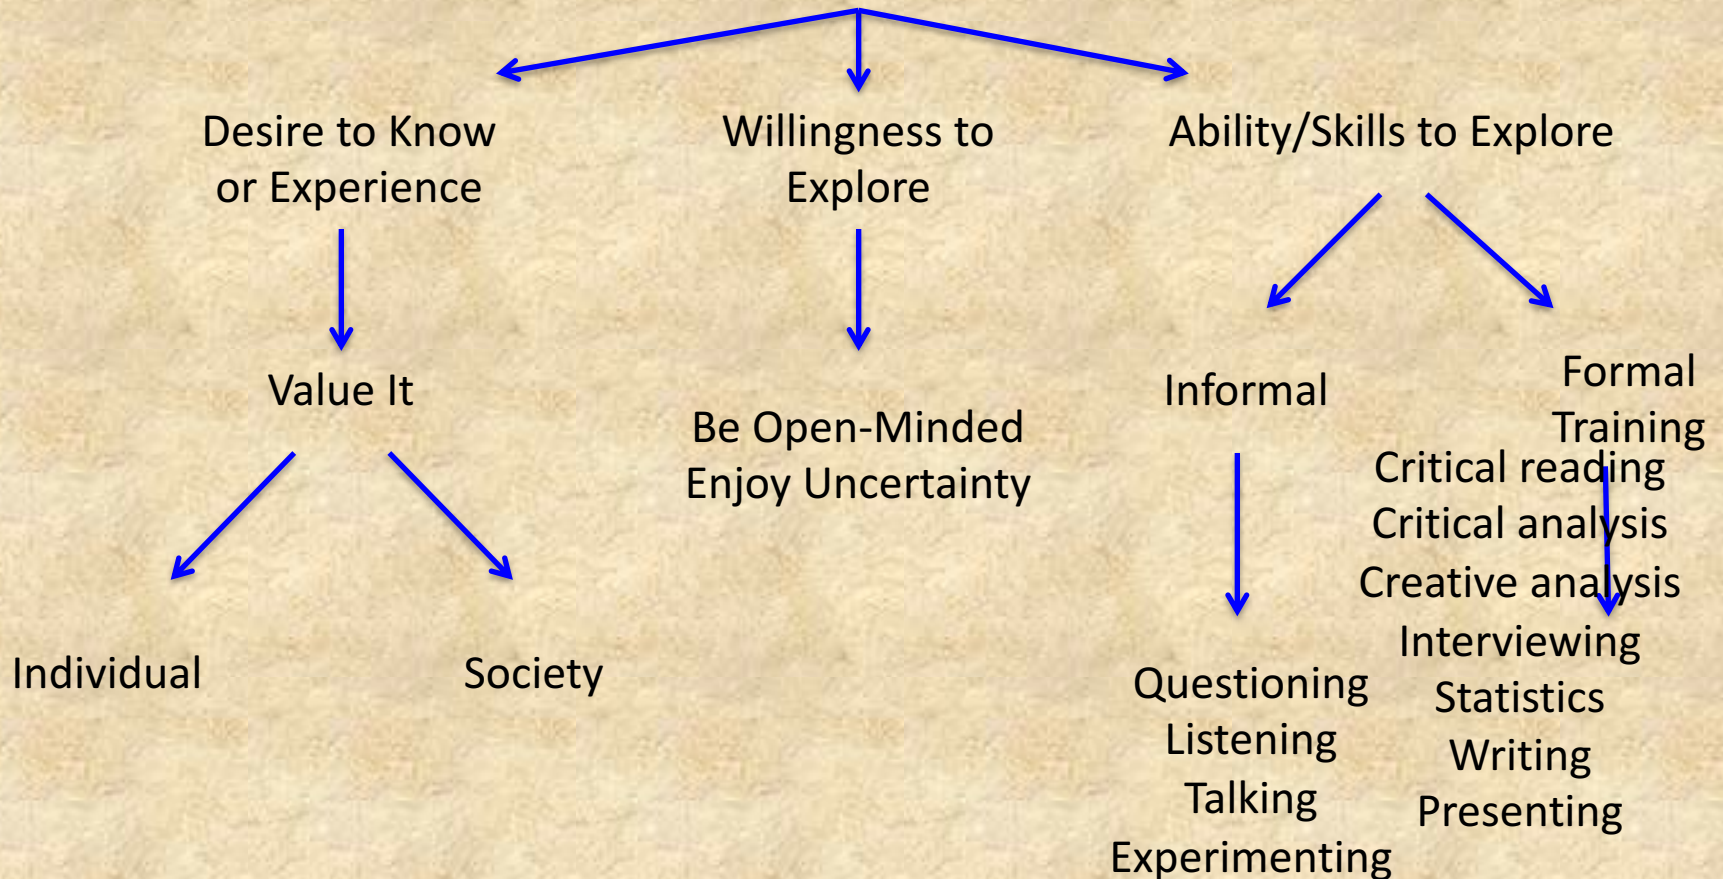 Desire to Know
or Experience
Willingness to
Explore
Ability/Skills to Explore
Value It
Be Open-Minded
Enjoy Uncertainty
Informal
Formal
Training
Individual
Society
Questioning
Listening
Talking
Experimenting
Critical reading
Critical analysis
Creative analysis
Interviewing
Statistics
Writing
Presenting